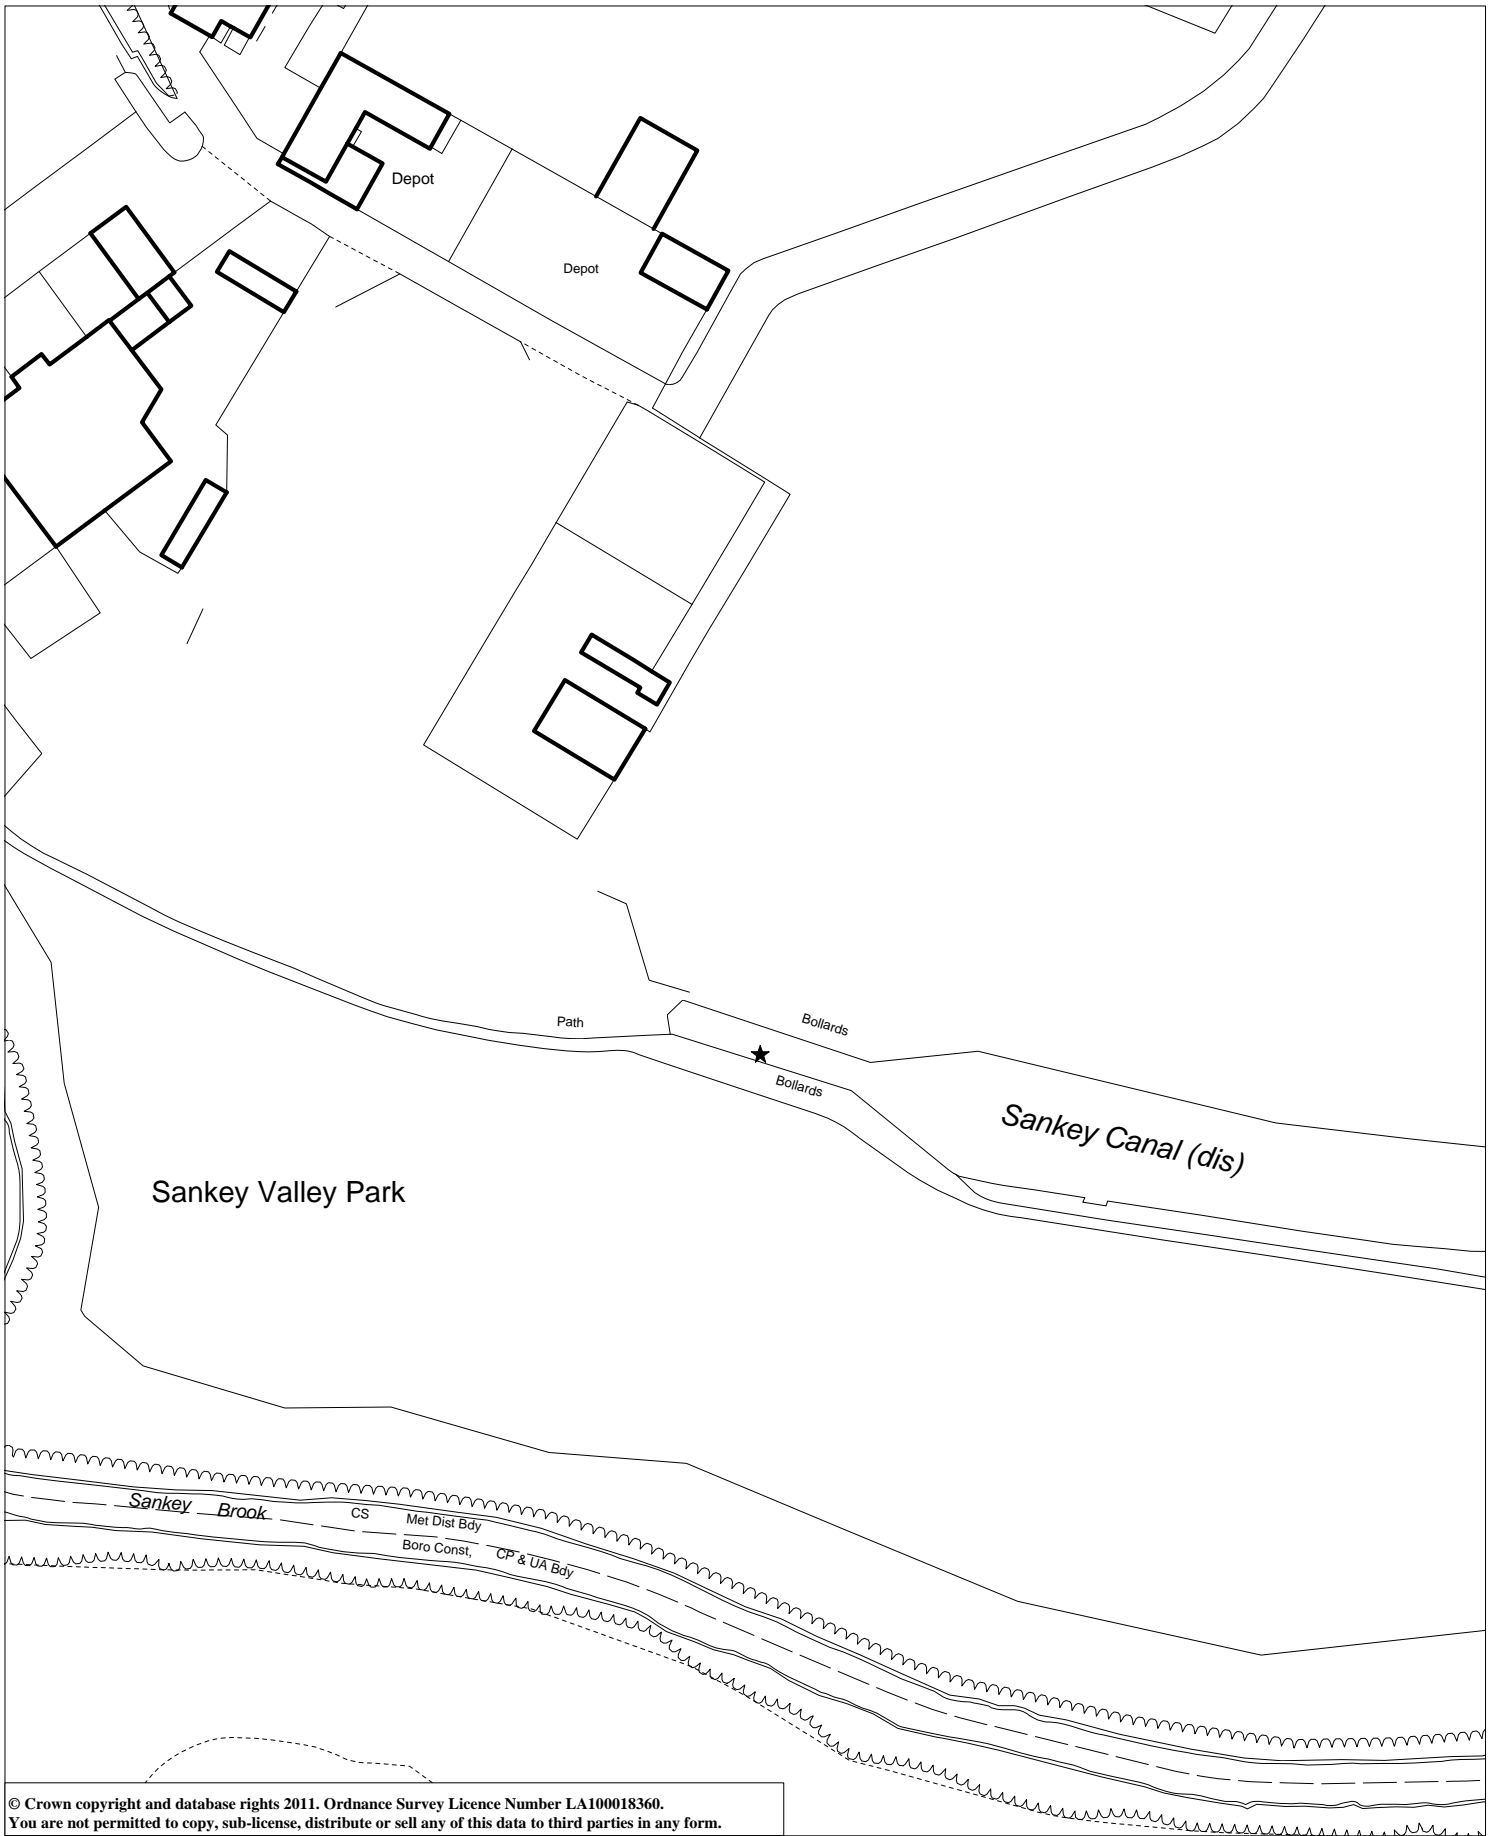 Depot
Depot
Path
Bollards
Bollards
Sankey Canal (dis)
Sankey Valley Park
Sankey Brook
CS
Met Dist Bdy
Boro Const,
CP & UA Bdy
© Crown copyright and database rights 2011. Ordnance Survey Licence Number LA100018360.
You are not permitted to copy, sub-license, distribute or sell any of this data to third parties in any form.